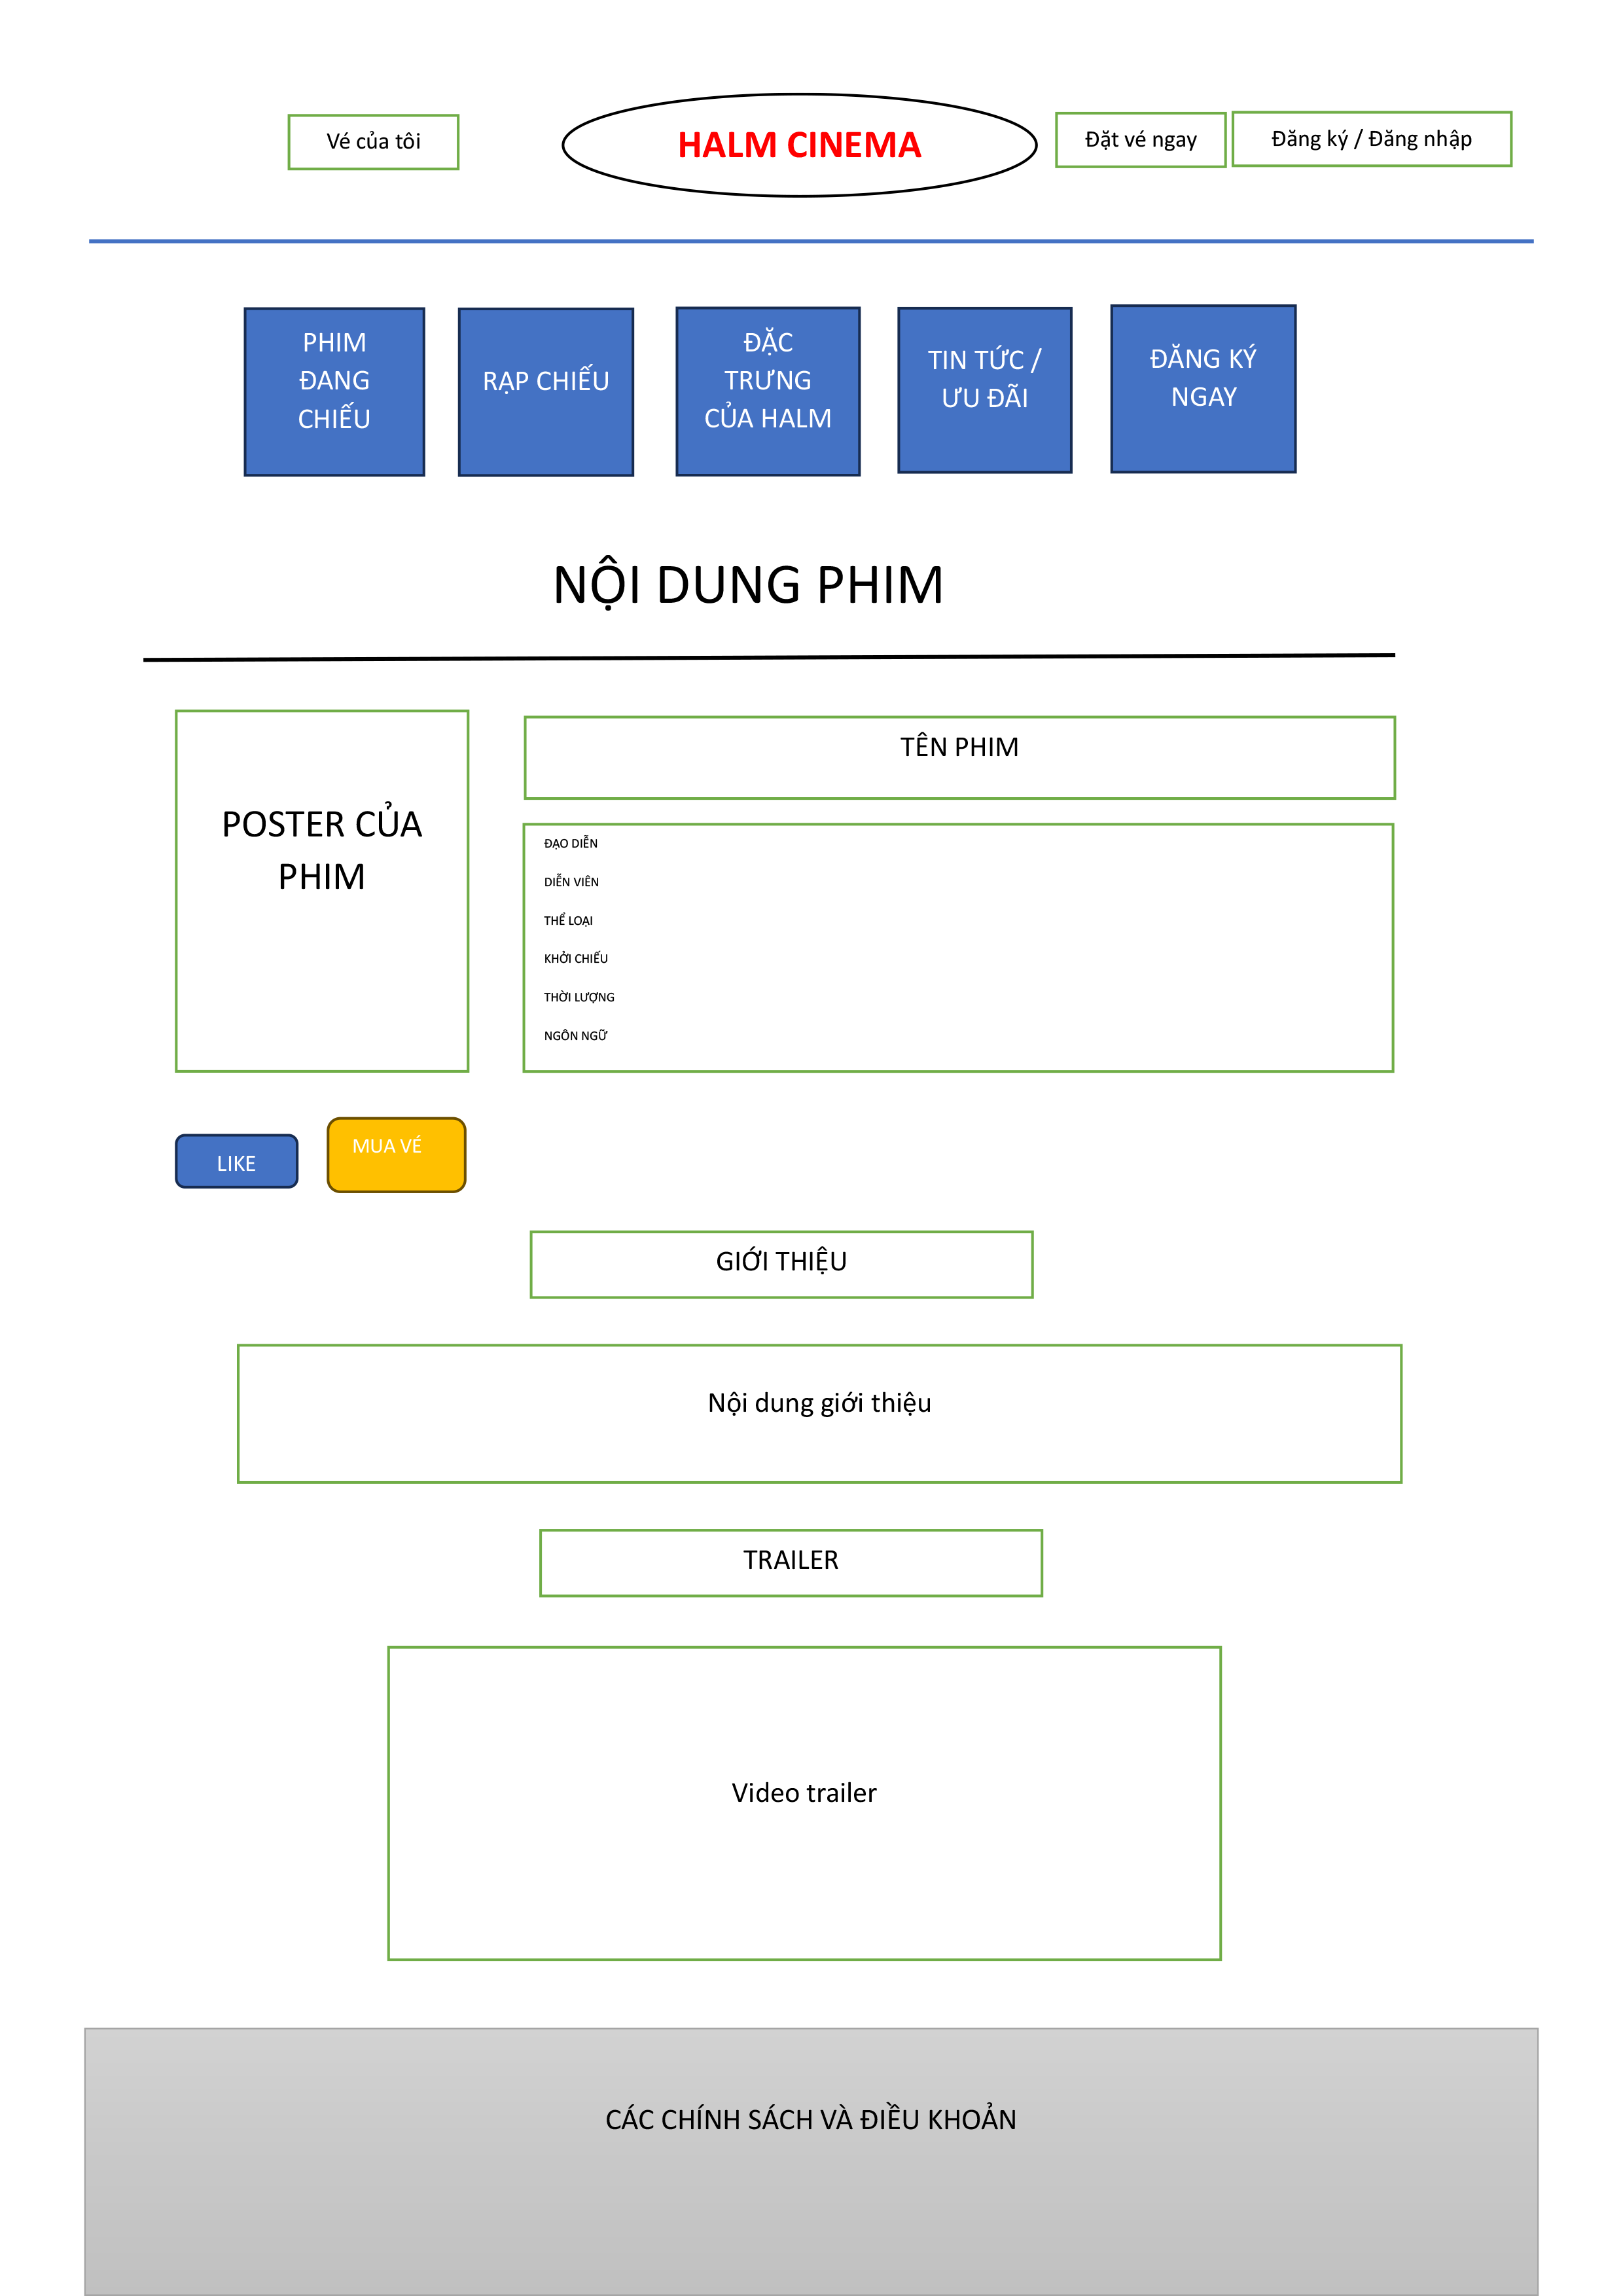 Vé của tôi
HALM CINEMA
Đặt vé ngay
Đăng ký / Đăng nhập
PHIM
ĐANG
CHIẾU
RẠP CHIẾU
ĐẶC
TRƯNG
CỦA HALM
TIN TỨC /
ƯU ĐÃI
ĐĂNG KÝ
NGAY
NỘI DUNG PHIM
POSTER CỦA
PHIM
TÊN PHIM
ĐẠO DIỄN
DIỄN VIÊN
THỂ LOẠI
KHỞI CHIẾU
THỜI LƯỢNG
NGÔN NGỮ
LIKE
MUA VÉ
GIỚI THIỆU
Nội dung giới thiệu
TRAILER
Video trailer
CÁC CHÍNH SÁCH VÀ ĐIỀU KHOẢN